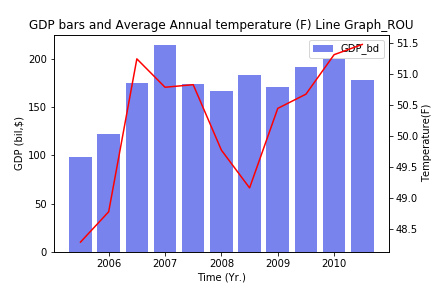 GDP bars and Average Annual temperature (F) Line Graph_ROU
GDP_bd
GDP (bil,$)
200
150
100
50
0
51.5
51.0
50.5
50.0
49.5
49.0
48.5
Temperature(F)
2006 2007 2008 2009 2010
Time (Yr.)